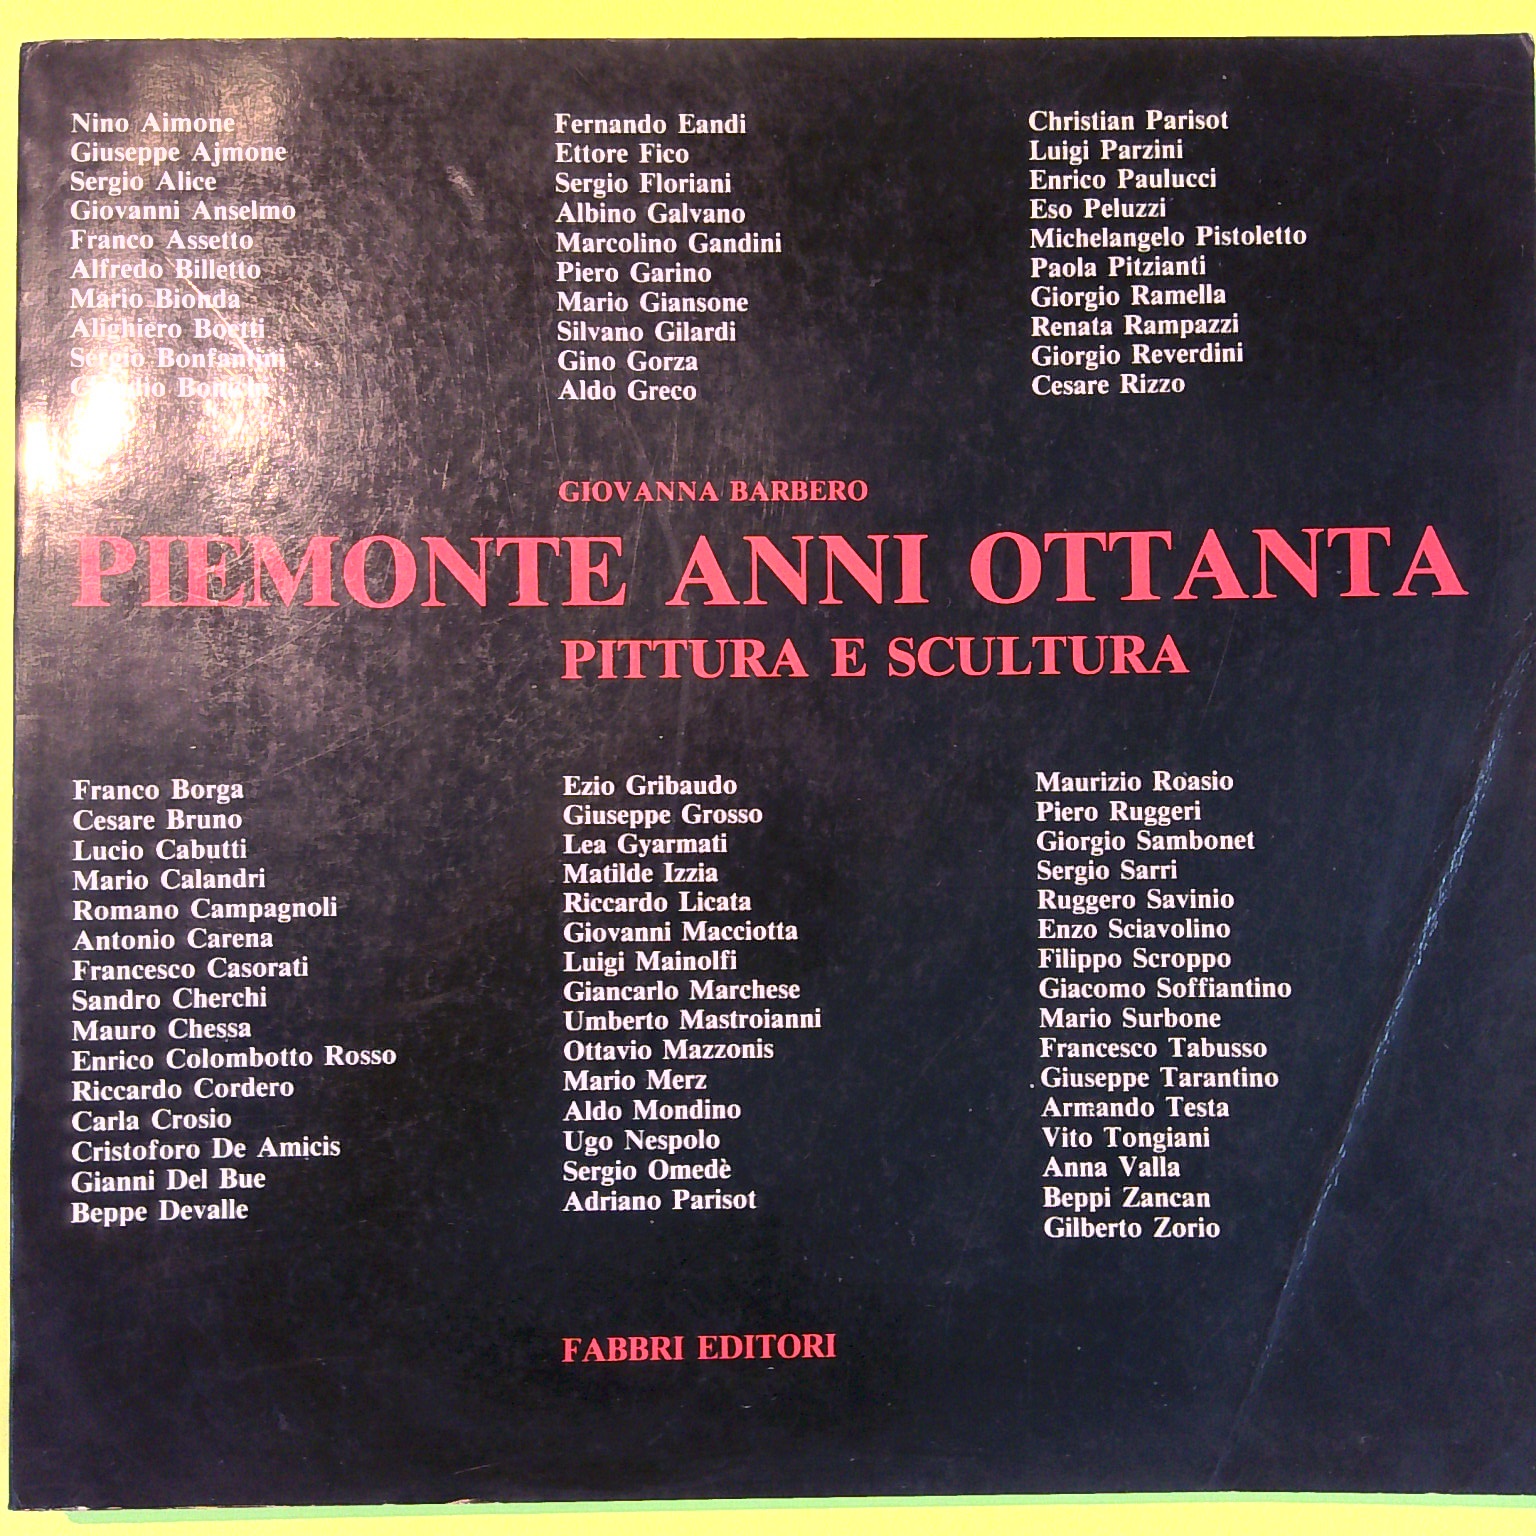 Nino Aimone
Giuseppe Ajmone
Sergio Alice
Giovanni Anselmo
Franco Assetto
Alfredo Billetto
Mario Bionda
Alighiero Boetti
Sergio Bonfantini
Claudio Bonichi
Fernando Eandi
Ettore Fico
Sergio Floriani
Albino Galvano
Marcolino Gandini
Piero Garino
Mario Giansone
Silvano Gilardi
Gino Gorza
Aldo Greco
Christian Parisot
Luigi Parzini
Enrico Paulucci
Eso Peluzzi
Michelangelo Pistoletto
Paola Pitzianti
Giorgio Ramella
Renata Rampazzi
Giorgio Reverdini
Cesare Rizzo
GIOVANNA BARBERO
PIEMONTE ANNI OTTANTA
PITTURA E SCULTURA
Franco Borga
Cesare Bruno
Lucio Cabutti
Mario Calandri
Romano Campagnoli
Antonio Carena
Francesco Casorati
Sandro Cherchi
Mauro Chessa
Enrico Colombotto Rosso
Riccardo Cordero
Carla Crosio
Cristoforo De Amicis
Gianni Del Bue
Beppe Devalle
Ezio Gribaudo
Giuseppe Grosso
Lea Gyarmati
Matilde Izzia
Riccardo Licata
Giovanni Macciotta
Luigi Mainolfi
Giancarlo Marchese
Umberto Mastroianni
Ottavio Mazzonis
Mario Merz
Aldo Mondino
Ugo Nespolo
Sergio Omedè
Adriano Parisot
Maurizio Roasio
Piero Ruggeri
Giorgio Sambonet
Sergio Sarri
Ruggero Savinio
Enzo Sciavolino
Filippo Scroppo
Giacomo Soffiantino
Mario Surbone
Francesco Tabusso
Giuseppe Tarantino
Armando Testa
Vito Tongiani
Anna Valla
Beppi Zancan
Gilberto Zorio
FABBRI EDITORI